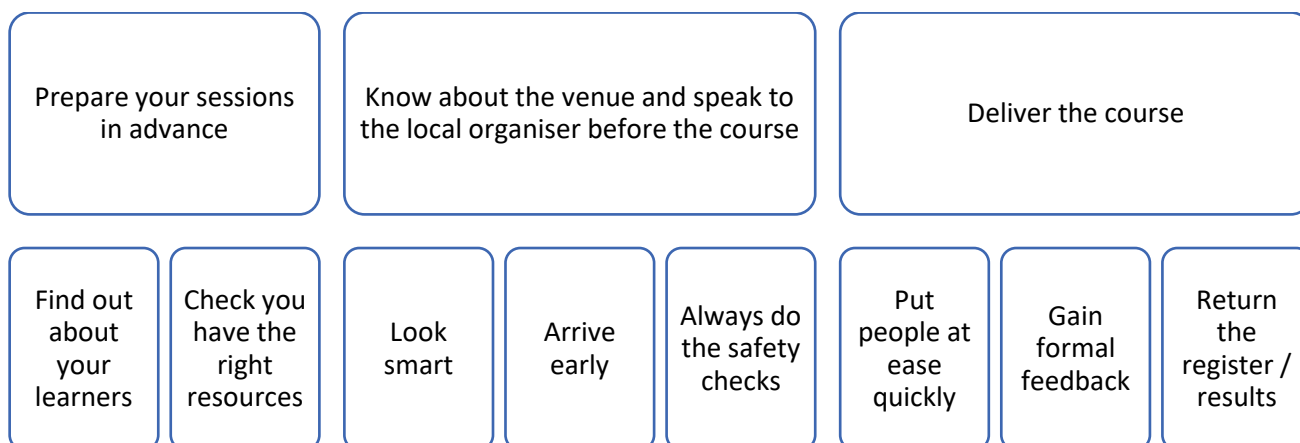 Prepare your sessions
in advance
Know about the venue and speak to
the local organiser before the course
Deliver the course
Find out
about
your
learners
Check you
have the
right
resources
Look
smart
Arrive
early
Always do
the safety
checks
Put
people at
ease
quickly
Gain
formal
feedback
Return
the
register /
results